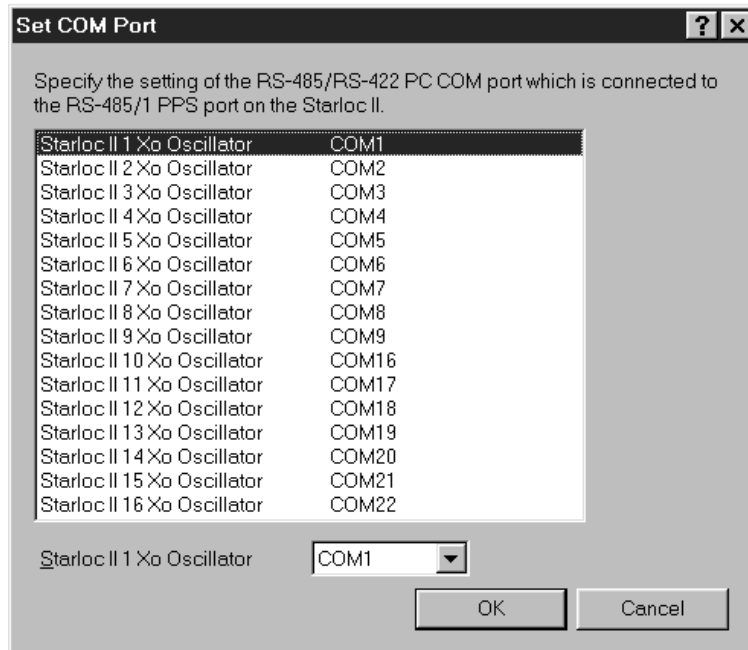 Set COM Port
Specify the setting of the RS-485/RS-422 PC COM port which is connected to
the RS-485/1 PPS port on the Starloc II.
Starloc II 1 Xo Oscillator COM1
Starloc II 2 Xo Oscillator COM2
Starloc II 3 Xo Oscillator COM3
Starloc II 4 Xo Oscillator COM4
Starloc II 5 Xo Oscillator COM5
Starloc II 6 Xo Oscillator COM6
Starloc II 7 Xo Oscillator COM7
Starloc II 8 Xo Oscillator COM8
Starloc II 9 Xo Oscillator COM9
Starloc II 10 Xo Oscillator COM16
Starloc II 11 Xo Oscillator COM17
Starloc II 12 Xo Oscillator COM18
Starloc II 13 Xo Oscillator COM19
Starloc II 14 Xo Oscillator COM20
Starloc II 15 Xo Oscillator COM21
Starloc II 16 Xo Oscillator COM22
Starloc II 1 Xo Oscillator COM1
OK Cancel